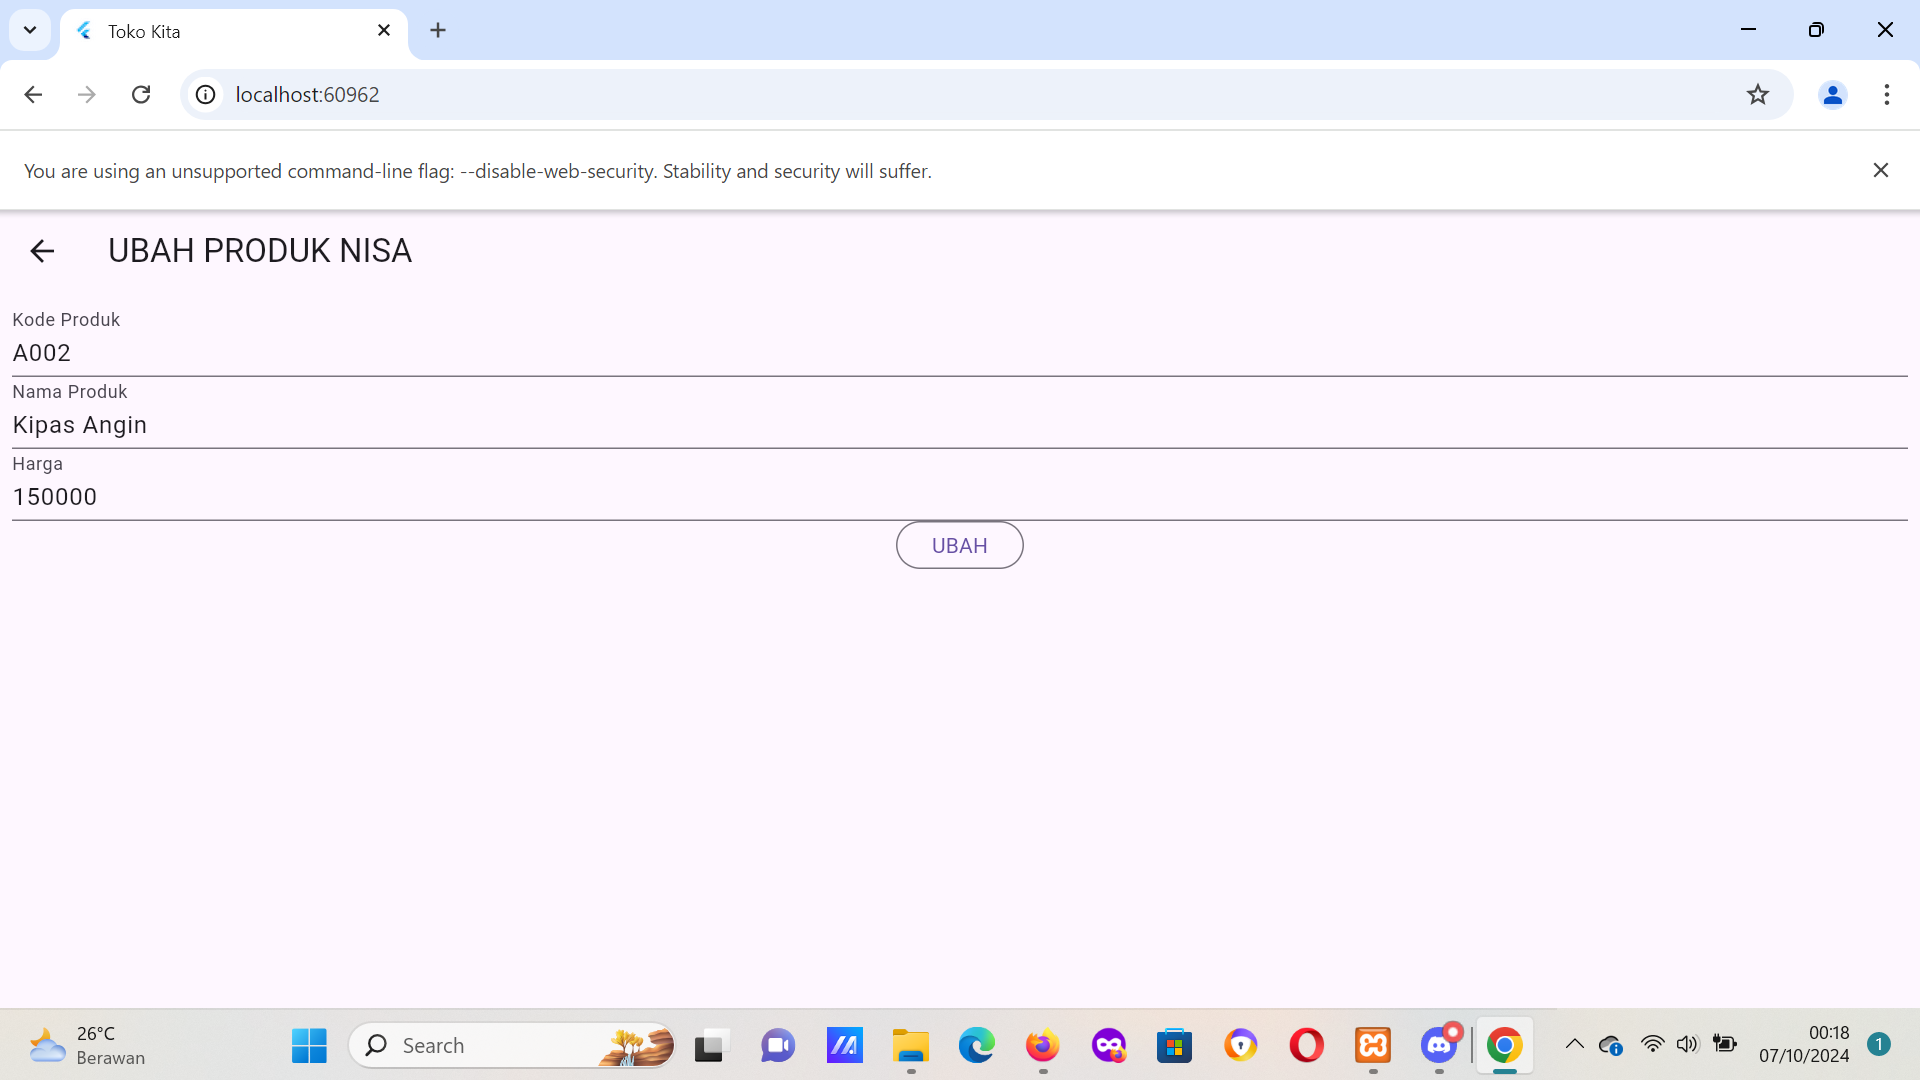 Toko Kita
localhost:60962
You are using an unsupported command-line flag: --disable-web-security. Stability and security will suffer.
UBAH PRODUK NISA
Kode Produk
A002
Nama Produk
Kipas Angin
Harga
150000
UBAH
26°C
Berawan
Search
00:18
07/10/2024
1